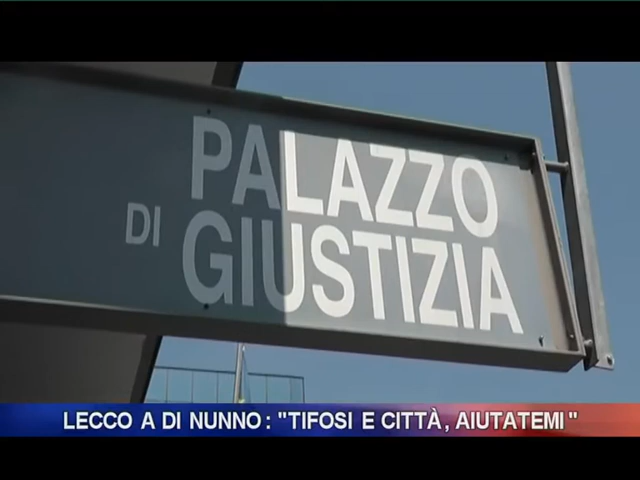 PALAZZO
DI GIUSTIZIA
LECCO A DI NUNNO: "TIFOSI E CITTÀ, AIUTATEMI"